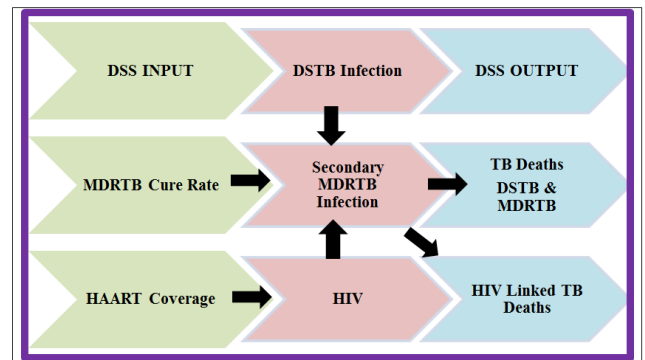 DSS INPUT
DSTB Infection
DSS OUTPUT
MDRTB Cure Rate
Secondary
MDRTB
Infection
TB Deaths
DSTB &
MDRTB
HAART Coverage
HIV
HIV Linked TB
Deaths